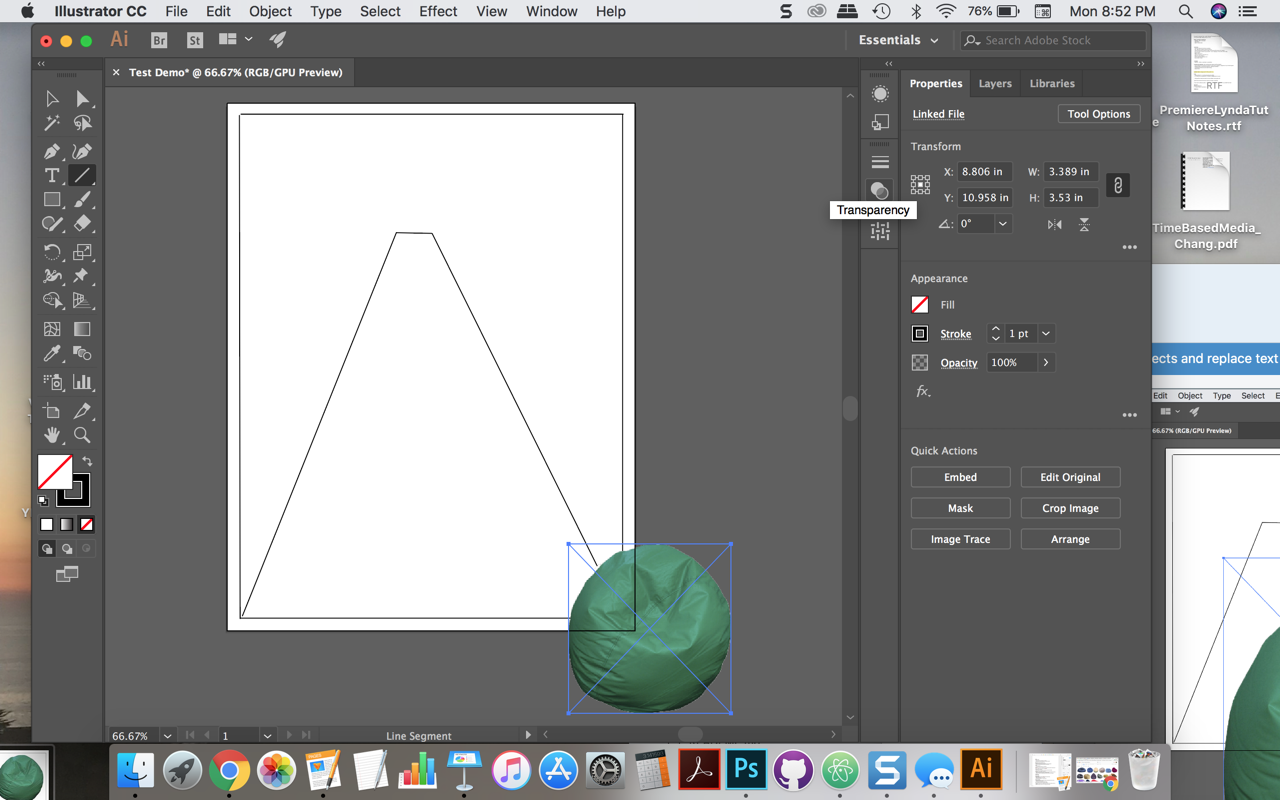 Illustrator CC File Edit Object Type Select Effect View Window Help 76% Mon 8:52 PM
Ai Br St Essentials Search Adobe Stock
Test Demo* @ 66.67% (RGB/GPU Preview)
Properties Layers Libraries
Linked File Tool Options
Transform
X: 8.806 in W: 3.389 in
Y: 10.958 in H: 3.53 in
0°
Transparency
Appearance
Fill
Stroke 1 pt
Opacity 100%
fx.
Quick Actions
Embed Edit Original
Mask Crop Image
Image Trace Arrange
66.67% 1 Line Segment
RTF
PremiereLyndaTut
Notes.rtf
TimeBasedMedia_
Chang.pdf
ects and replace text
Edit Object Type Select
66.67% (RGB/GPU Preview)
Ps
S
Ai